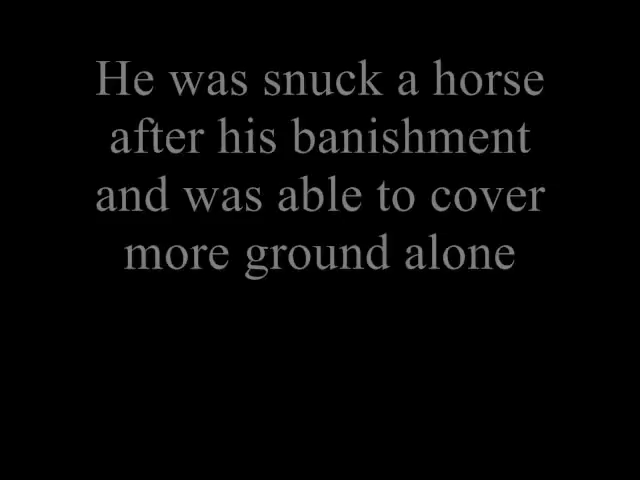 He was snuck a horse
after his banishment
and was able to cover
more ground alone